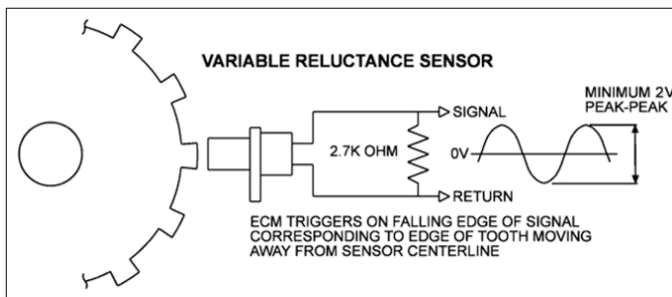 VARIABLE RELUCTANCE SENSOR
MINIMUM 2V
PEAK-PEAK
SIGNAL
2.7K OHM
0V
RETURN
ECM TRIGGERS ON FALLING EDGE OF SIGNAL
CORRESPONDING TO EDGE OF TOOTH MOVING
AWAY FROM SENSOR CENTERLINE